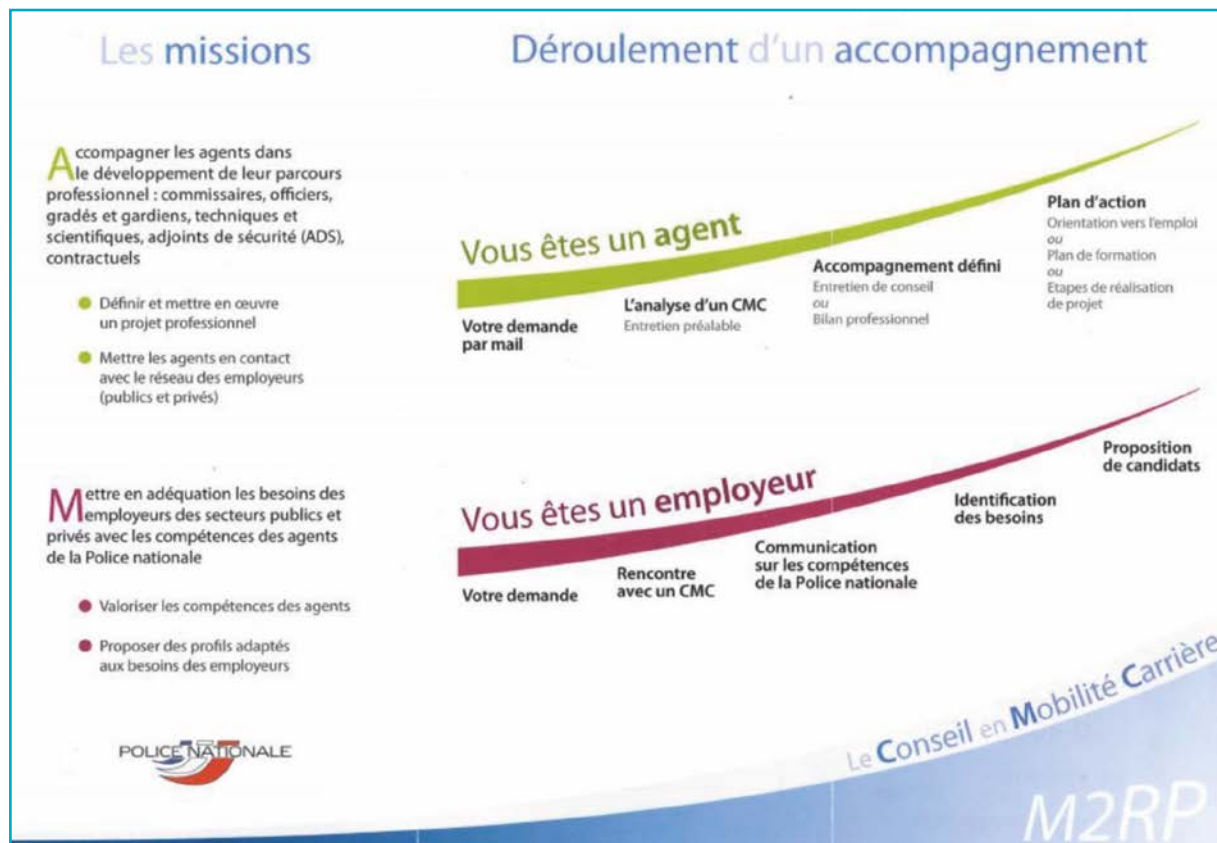 Les missions
Accompagner les agents dans
le développement de leur parcours
professionnel : commissaires, officiers,
gradés et gardiens, techniques et
scientifiques, adjoints de sécurité (ADS),
contractuels
Définir et mettre en œuvre
un projet professionnel
Mettre les agents en contact
avec le réseau des employeurs
(publics et privés)
Mettre en adéquation les besoins des
employeurs des secteurs publics et
privés avec les compétences des agents
de la Police nationale
Valoriser les compétences des agents
Proposer des profils adaptés
aux besoins des employeurs
POLICE NATIONALE
Déroulement d'un accompagnement
Vous êtes un agent
Votre demande
par mail
L'analyse d'un CMC
Entretien préalable
Accompagnement défini
Entretien de conseil
ou
Bilan professionnel
Plan d'action
Orientation vers l'emploi
ou
Plan de formation
ou
Etapes de réalisation
de projet
Vous êtes un employeur
Votre demande
Rencontre
avec un CMC
Communication
sur les compétences
de la Police nationale
Identification
des besoins
Proposition
de candidats
Le Conseil en Mobilité Carrière
M2RP